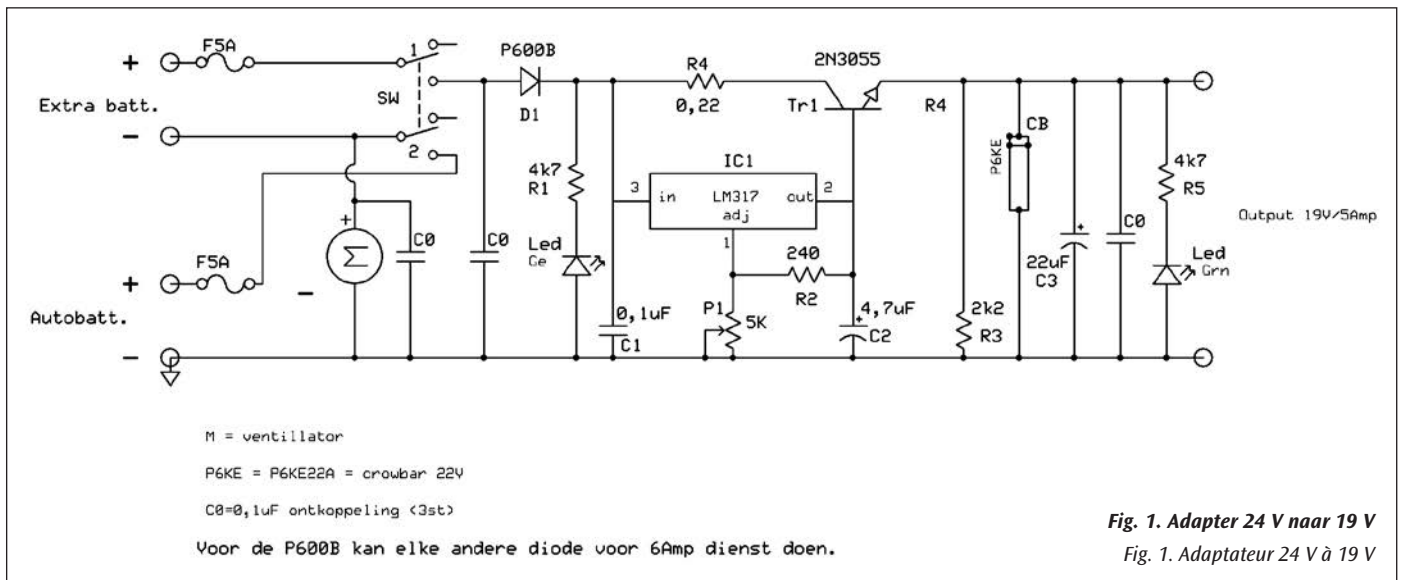 F5A
+
Extra batt.
-
1
SW
2
P600B
D1
4k7
R1
Led
Ge
R4
0,22
2N3055
Tr1
R4
IC1
3
in
LM317
adj
out
2
1
240
R2
P1
5K
0,1uF
C1
4,7uF
+
C2
2k2
R3
P6KE
CB
+
22uF
C3
C0
4k7
R5
Led
Grn
Output 19V/5Amp
+
Σ
-
C0
C0
F5A
+
Autobatt.
-
M = ventillator
P6KE = P6KE22A = crowbar 22V
C0=0,1uF ontkoppeling <3st>
Voor de P600B kan elke andere diode voor 6Amp dienst doen.
Fig. 1. Adapter 24 V naar 19 V
Fig. 1. Adaptateur 24 V à 19 V